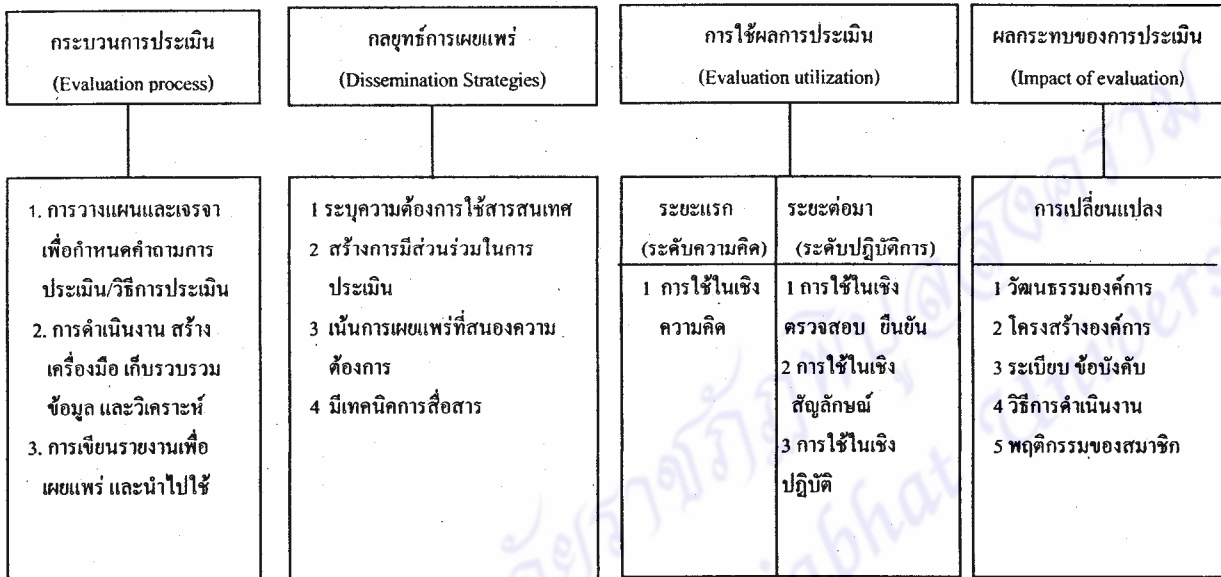 กระบวนการประเมิน
(Evaluation process)
กลยุทธ์การเผยแพร่
(Dissemination Strategies)
การใช้ผลการประเมิน
(Evaluation utilization)
ผลกระทบของการประเมิน
(Impact of evaluation)
1. การวางแผนและเจรจา
เพื่อกำหนดคำถามการ
ประเมิน/วิธีการประเมิน
2. การดำเนินงาน สร้าง
เครื่องมือ เก็บรวบรวม
ข้อมูล และวิเคราะห์
3. การเขียนรายงานเพื่อ
เผยแพร่ และนำไปใช้
1 ระบุความต้องการใช้สารสนเทศ
2 สร้างการมีส่วนร่วมในการ
ประเมิน
3 เน้นการเผยแพร่ที่สนองความ
ต้องการ
4 มีเทคนิคการสื่อสาร
ระยะแรก
(ระดับความคิด)
1 การใช้ในเชิง
ความคิด
ระยะต่อมา
(ระดับปฏิบัติการ)
1 การใช้ในเชิง
ตรวจสอบ ยืนยัน
2 การใช้ในเชิง
สัญลักษณ์
3 การใช้ในเชิง
ปฏิบัติ
การเปลี่ยนแปลง
1 วัฒนธรรมองค์การ
2 โครงสร้างองค์การ
3 ระเบียบ ข้อบังคับ
4 วิธีการดำเนินงาน
5 พฤติกรรมของสมาชิก